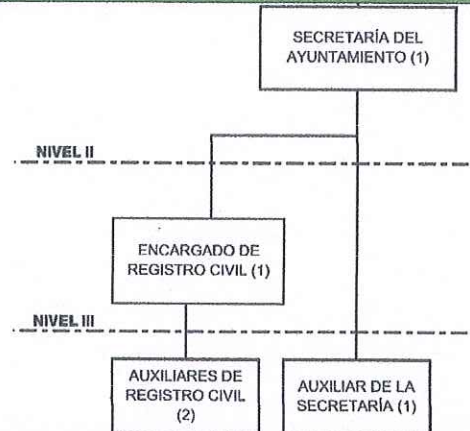 SECRETARÍA DEL
AYUNTAMIENTO (1)
NIVEL II
ENCARGADO DE
REGISTRO CIVIL (1)
NIVEL III
AUXILIARES DE
REGISTRO CIVIL
(2)
AUXILIAR DE LA
SECRETARÍA (1)